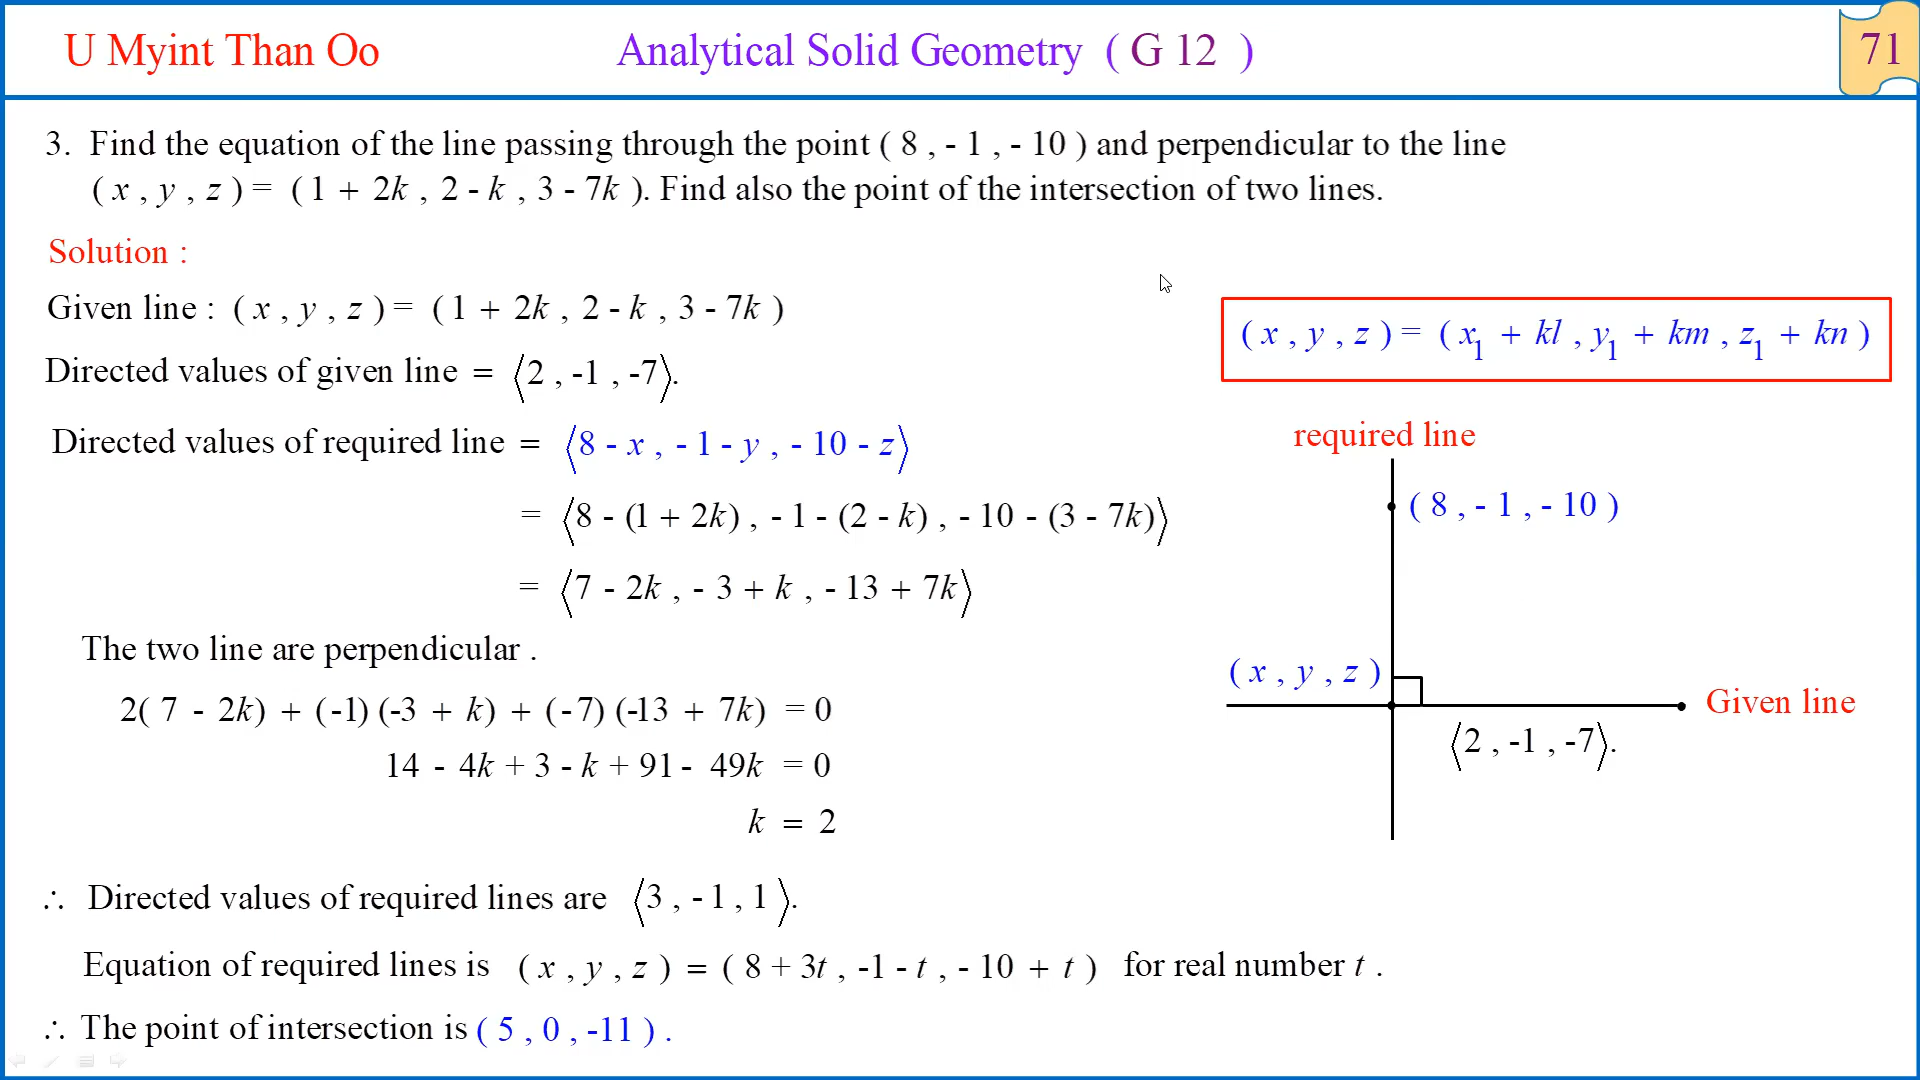 U Myint Than Oo
Analytical Solid Geometry ( G 12 )
71
3. Find the equation of the line passing through the point ( 8 , - 1 , - 10 ) and perpendicular to the line
( x , y , z ) = ( 1 + 2k , 2 - k , 3 - 7k ). Find also the point of the intersection of two lines.
Solution :
Given line : ( x , y , z ) = ( 1 + 2k , 2 - k , 3 - 7k )
Directed values of given line = ⟨2 , -1 , -7⟩.
Directed values of required line = ⟨8 - x , - 1 - y , - 10 - z⟩
= ⟨8 - (1 + 2k) , - 1 - (2 - k) , - 10 - (3 - 7k)⟩
= ⟨7 - 2k , - 3 + k , - 13 + 7k⟩
The two line are perpendicular .
2( 7 - 2k) + (-1) (-3 + k) + (-7) (-13 + 7k) = 0
14 - 4k + 3 - k + 91 - 49k = 0
k = 2
∴ Directed values of required lines are ⟨3 , -1 , 1 ⟩.
Equation of required lines is ( x , y , z ) = ( 8 + 3t , -1 - t , - 10 + t ) for real number t .
∴ The point of intersection is ( 5 , 0 , -11 ) .
( x , y , z ) = ( x₁ + kl , y₁ + km , z₁ + kn )
required line
( 8 , - 1 , - 10 )
( x , y , z )
Given line
⟨2 , -1 , -7⟩.